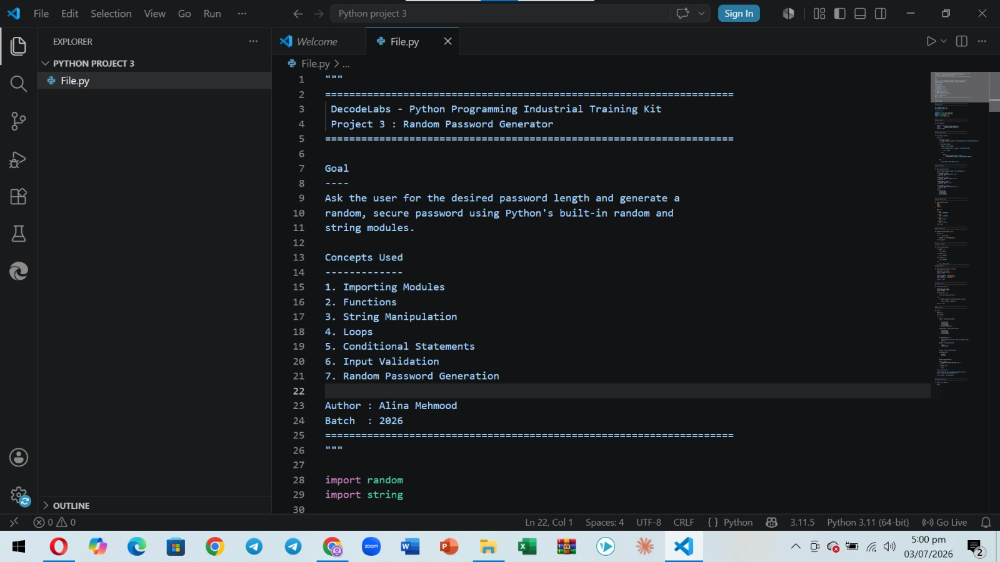 File Edit Selection View Go Run ···
Python project 3
Sign In
EXPLORER
PYTHON PROJECT 3
File.py
OUTLINE
Welcome
File.py
File.py > ...
1 """
2 ====================================================================
3 DecodeLabs - Python Programming Industrial Training Kit
4 Project 3 : Random Password Generator
5 ====================================================================
6
7 Goal
8 ----
9 Ask the user for the desired password length and generate a
10 random, secure password using Python's built-in random and
11 string modules.
12
13 Concepts Used
14 -------------
15 1. Importing Modules
16 2. Functions
17 3. String Manipulation
18 4. Loops
19 5. Conditional Statements
20 6. Input Validation
21 7. Random Password Generation
22
23 Author : Alina Mehmood
24 Batch  : 2026
25 ====================================================================
26 """
27
28 import random
29 import string
30
0 0
Ln 22, Col 1 Spaces: 4 UTF-8 CRLF { } Python 3.11.5 Python 3.11 (64-bit) Go Live
zoom
5:00 pm
03/07/2026
2